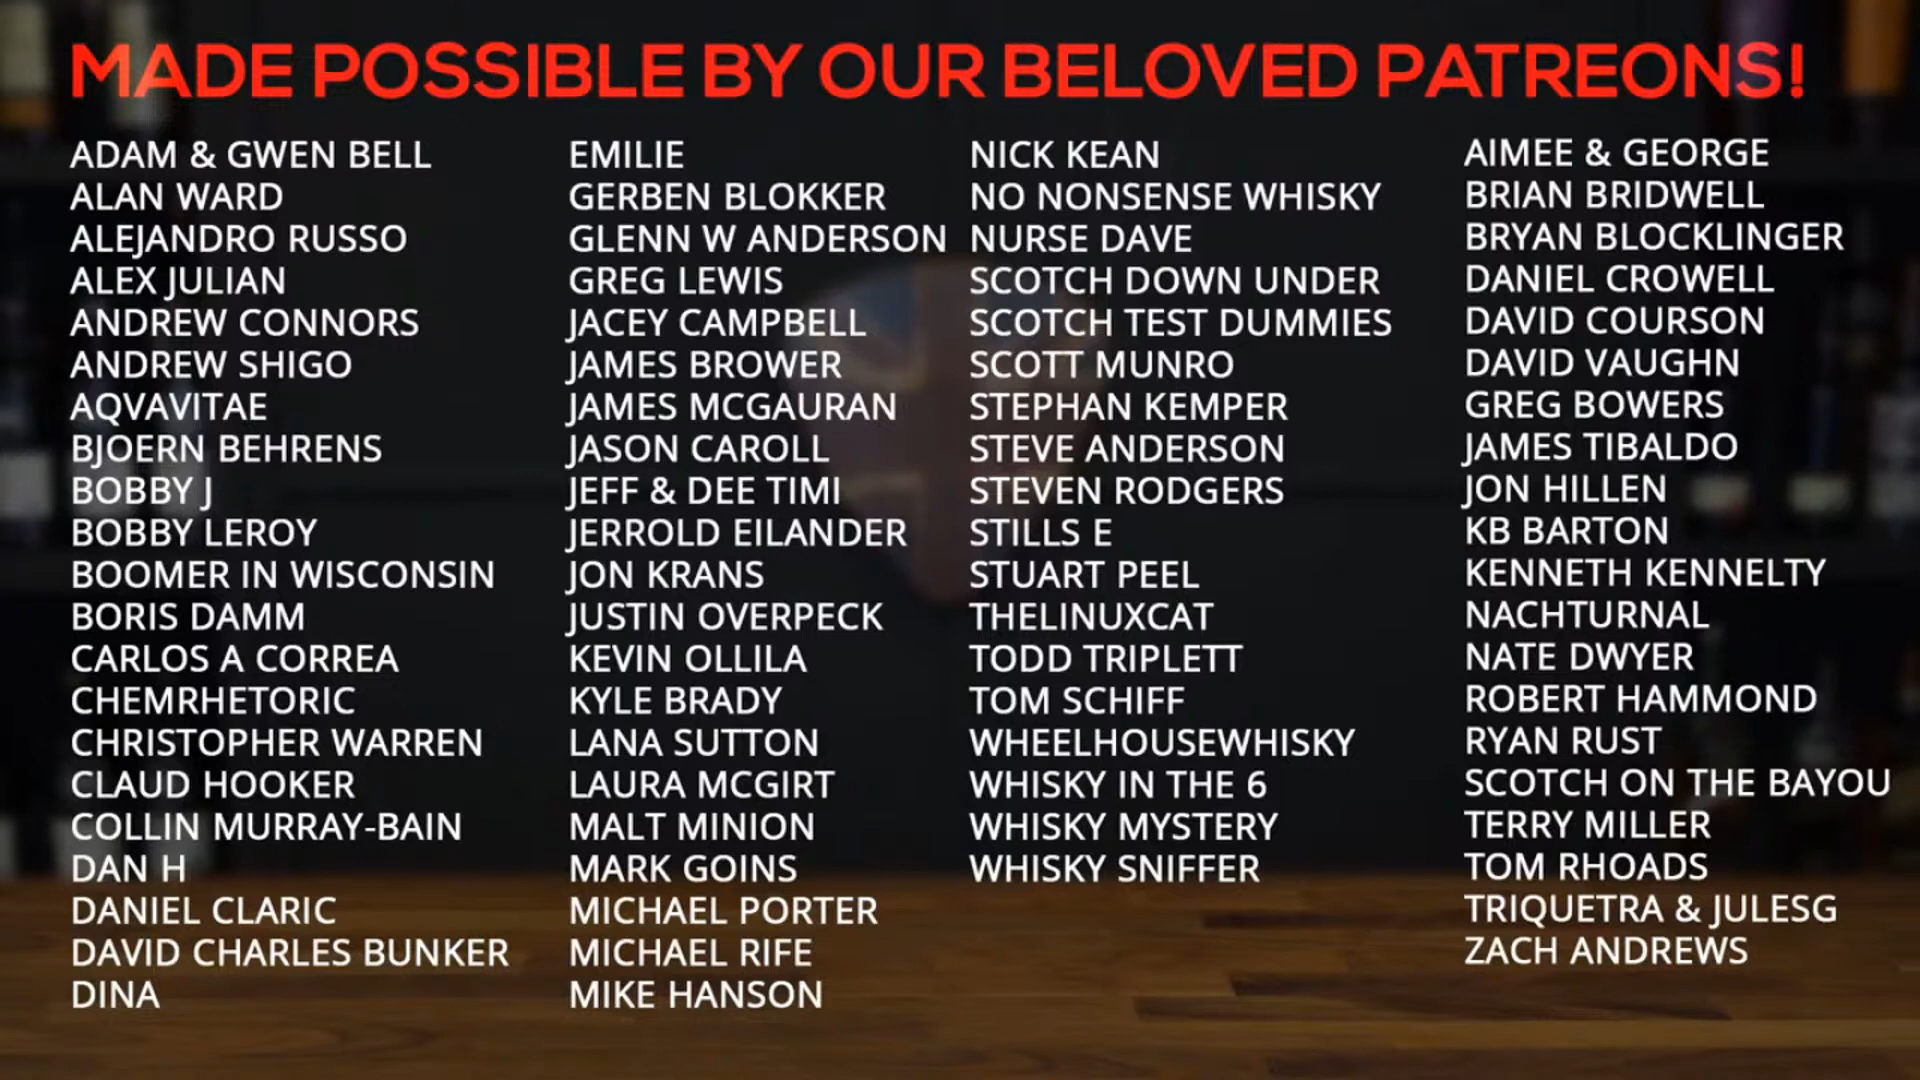 MADE POSSIBLE BY OUR BELOVED PATREONS!
ADAM & GWEN BELL
ALAN WARD
ALEJANDRO RUSSO
ALEX JULIAN
ANDREW CONNORS
ANDREW SHIGO
AQVAVITAE
BJOERN BEHRENS
BOBBY J
BOBBY LEROY
BOOMER IN WISCONSIN
BORIS DAMM
CARLOS A CORREA
CHEMRHETORIC
CHRISTOPHER WARREN
CLAUD HOOKER
COLLIN MURRAY-BAIN
DAN H
DANIEL CLARIC
DAVID CHARLES BUNKER
DINA
EMILIE
GERBEN BLOKKER
GLENN W ANDERSON
GREG LEWIS
JACEY CAMPBELL
JAMES BROWER
JAMES MCGAURAN
JASON CAROLL
JEFF & DEE TIMI
JERROLD EILANDER
JON KRANS
JUSTIN OVERPECK
KEVIN OLLILA
KYLE BRADY
LANA SUTTON
LAURA MCGIRT
MALT MINION
MARK GOINS
MICHAEL PORTER
MICHAEL RIFE
MIKE HANSON
NICK KEAN
NO NONSENSE WHISKY
NURSE DAVE
SCOTCH DOWN UNDER
SCOTCH TEST DUMMIES
SCOTT MUNRO
STEPHAN KEMPER
STEVE ANDERSON
STEVEN RODGERS
STILLS E
STUART PEEL
THELINUXCAT
TODD TRIPLETT
TOM SCHIFF
WHEELHOUSEWHISKY
WHISKY IN THE 6
WHISKY MYSTERY
WHISKY SNIFFER
AIMEE & GEORGE
BRIAN BRIDWELL
BRYAN BLOCKLINGER
DANIEL CROWELL
DAVID COURSON
DAVID VAUGHN
GREG BOWERS
JAMES TIBALDO
JON HILLEN
KB BARTON
KENNETH KENNELTY
NACHTURNAL
NATE DWYER
ROBERT HAMMOND
RYAN RUST
SCOTCH ON THE BAYOU
TERRY MILLER
TOM RHOADS
TRIQUETRA & JULESG
ZACH ANDREWS